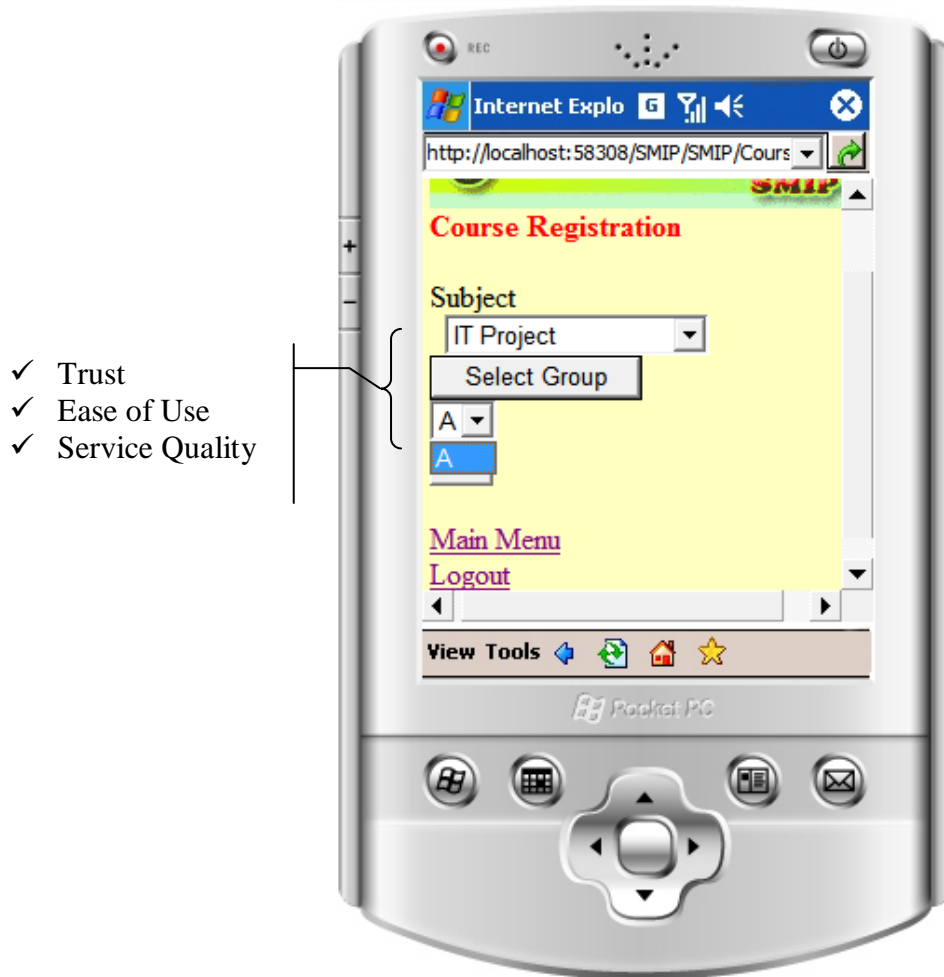 REC
Internet Explo G
http://localhost:58308/SMIP/SMIP/Cours
SMIP
Course Registration
Subject
IT Project
Select Group
A
A
Main Menu
Logout
View Tools
Pocket PC
+
−
✓ Trust
✓ Ease of Use
✓ Service Quality